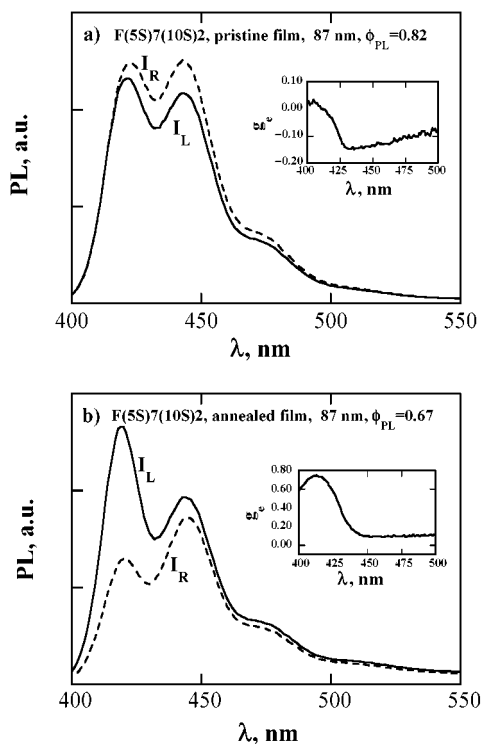 a) F(5S)7(10S)2, pristine film, 87 nm, ϕPL=0.82
IR
IL
PL, a.u.
0.10
0.00
-0.10
-0.20
ge
400 425 450 475 500
λ, nm
400 450 500 550
λ, nm
b) F(5S)7(10S)2, annealed film, 87 nm, ϕPL=0.67
IL
IR
PL, a.u.
0.80
0.60
0.40
0.20
0.00
ge
400 425 450 475 500
λ, nm
400 450 500 550
λ, nm